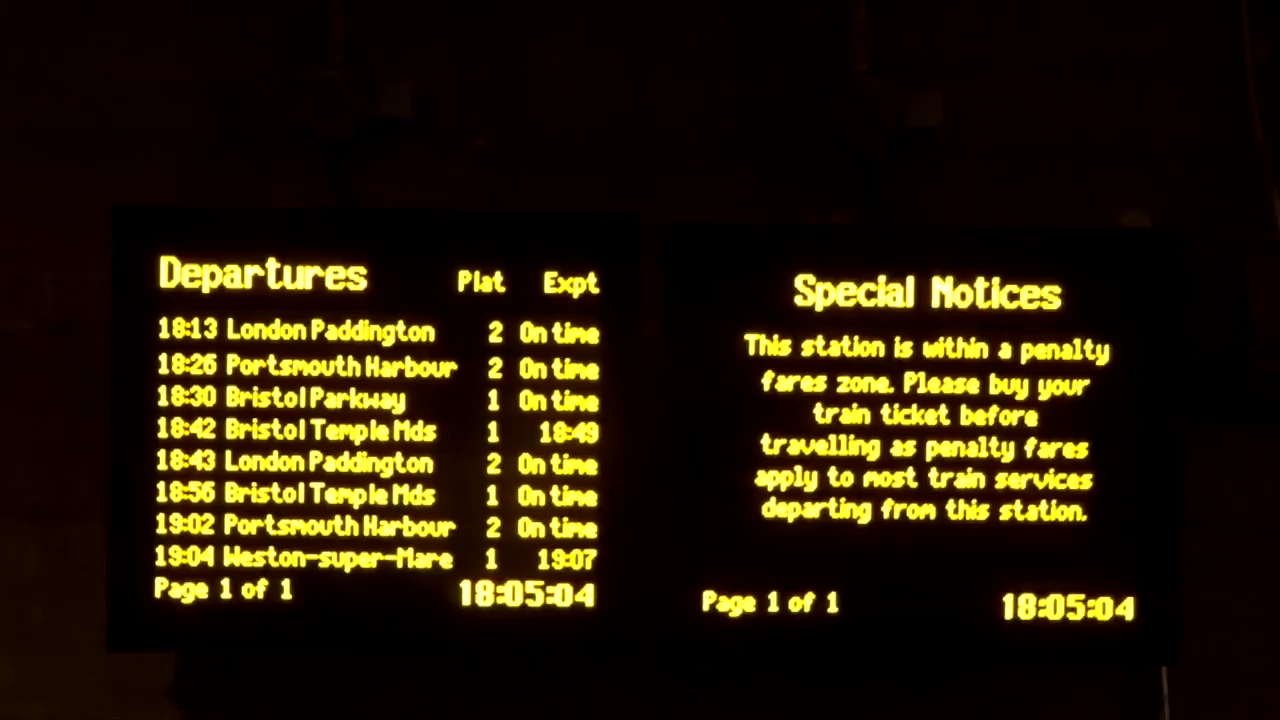 Departures Plat Expt
18:13 London Paddington 2 On time
18:26 Portsmouth Harbour 2 On time
18:30 Bristol Parkway 1 On time
18:42 Bristol Temple Mds 1 18:49
18:43 London Paddington 2 On time
18:56 Bristol Temple Mds 1 On time
19:02 Portsmouth Harbour 2 On time
19:04 Weston-super-Mare 1 19:07
Page 1 of 1 18:05:04
Special Notices
This station is within a penalty
fares zone. Please buy your
train ticket before
travelling as penalty fares
apply to most train services
departing from this station.
Page 1 of 1 18:05:04